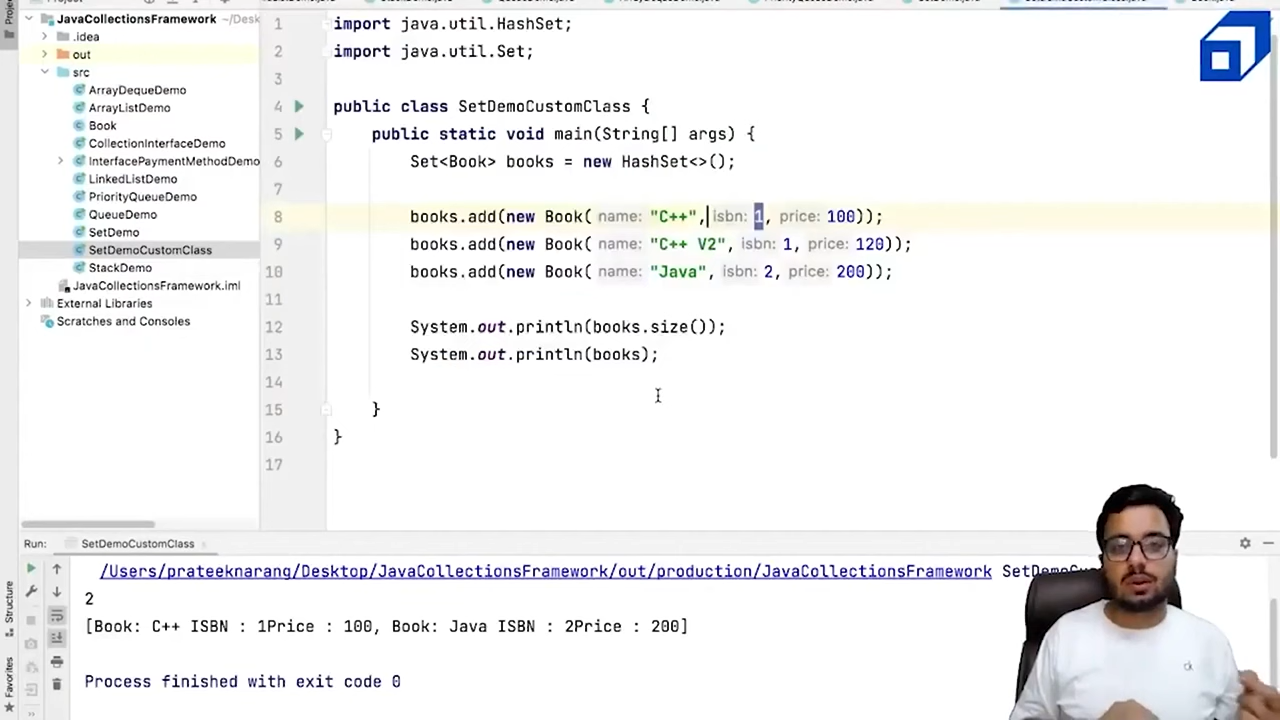 JavaCollectionsFramework ~/Desk
.idea
out
src
ArrayDequeDemo
ArrayListDemo
Book
CollectionInterfaceDemo
InterfacePaymentMethodDemo
LinkedListDemo
PriorityQueueDemo
QueueDemo
SetDemo
SetDemoCustomClass
StackDemo
JavaCollectionsFramework.iml
External Libraries
Scratches and Consoles
1 import java.util.HashSet;
2 import java.util.Set;
3
4 public class SetDemoCustomClass {
5 public static void main(String[] args) {
6 Set<Book> books = new HashSet<>();
7
8 books.add(new Book( name: "C++", isbn: 1, price: 100));
9 books.add(new Book( name: "C++ V2", isbn: 1, price: 120));
10 books.add(new Book( name: "Java", isbn: 2, price: 200));
11
12 System.out.println(books.size());
13 System.out.println(books);
14
15 }
16 }
17
Run: SetDemoCustomClass
/Users/prateeknarang/Desktop/JavaCollectionsFramework/out/production/JavaCollectionsFramework
2
[Book: C++ ISBN : 1Price : 100, Book: Java ISBN : 2Price : 200]
Process finished with exit code 0
Structure
Favorites